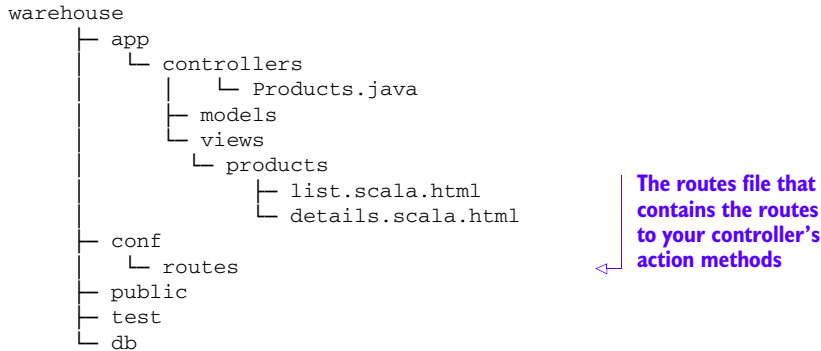 warehouse
├─ app
│ └─ controllers
│ │ └─ Products.java
│ ├─ models
│ └─ views
│ └─ products
│ ├─ list.scala.html
│ └─ details.scala.html
├─ conf
│ └─ routes
├─ public
├─ test
└─ db
The routes file that
contains the routes
to your controller’s
action methods